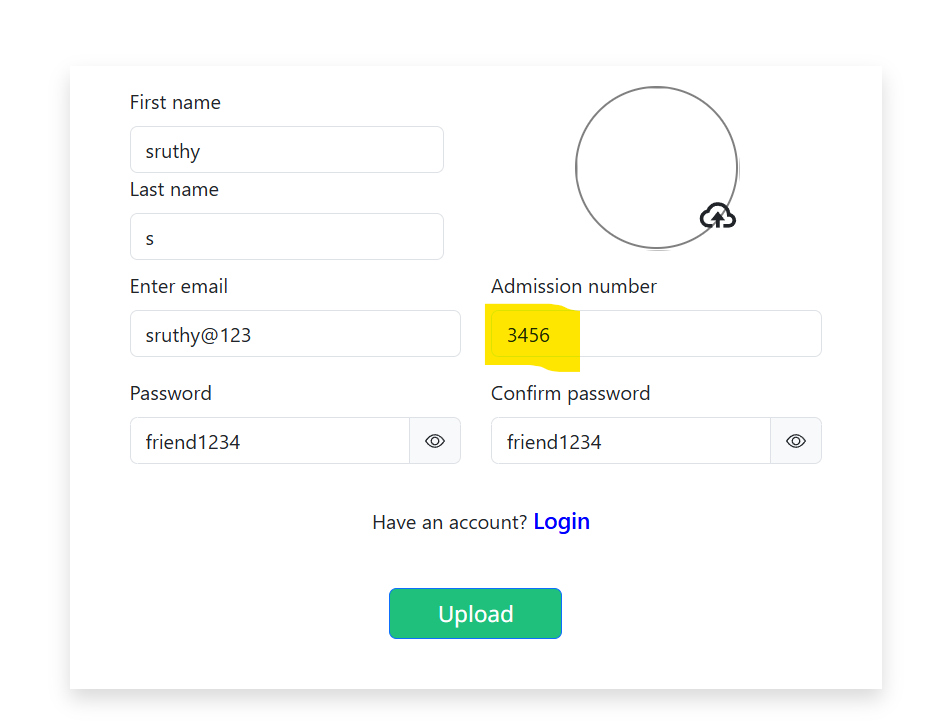 First name
sruthy
Last name
s
Enter email
Admission number
sruthy@123
3456
Password
Confirm password
friend1234
friend1234
Have an account? Login
Upload